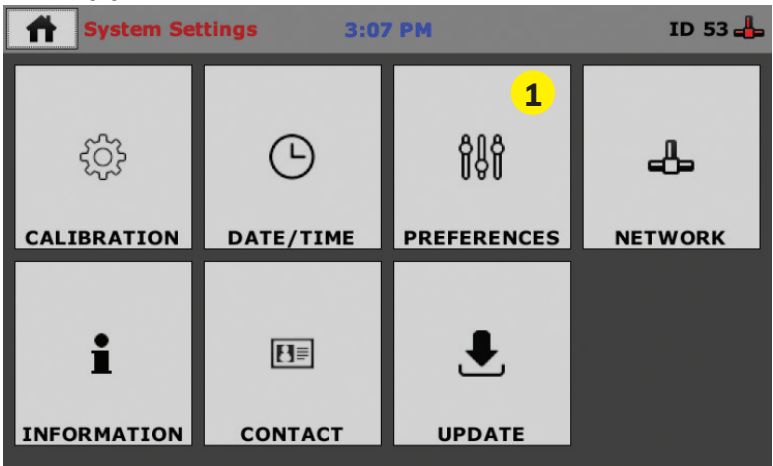 System Settings 3:07 PM ID 53
1
CALIBRATION DATE/TIME PREFERENCES NETWORK
INFORMATION CONTACT UPDATE